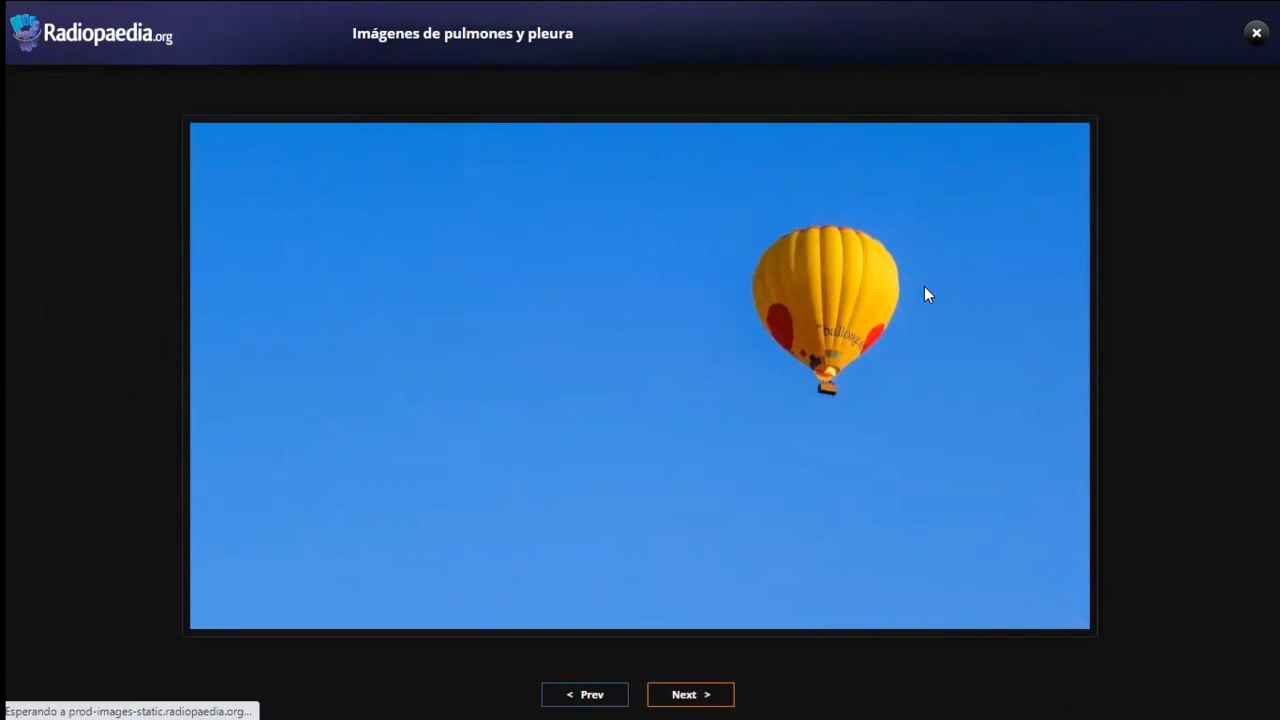 Radiopaedia.org
Imágenes de pulmones y pleura
< Prev
Next >
Esperando a prod-images-static.radiopaedia.org...